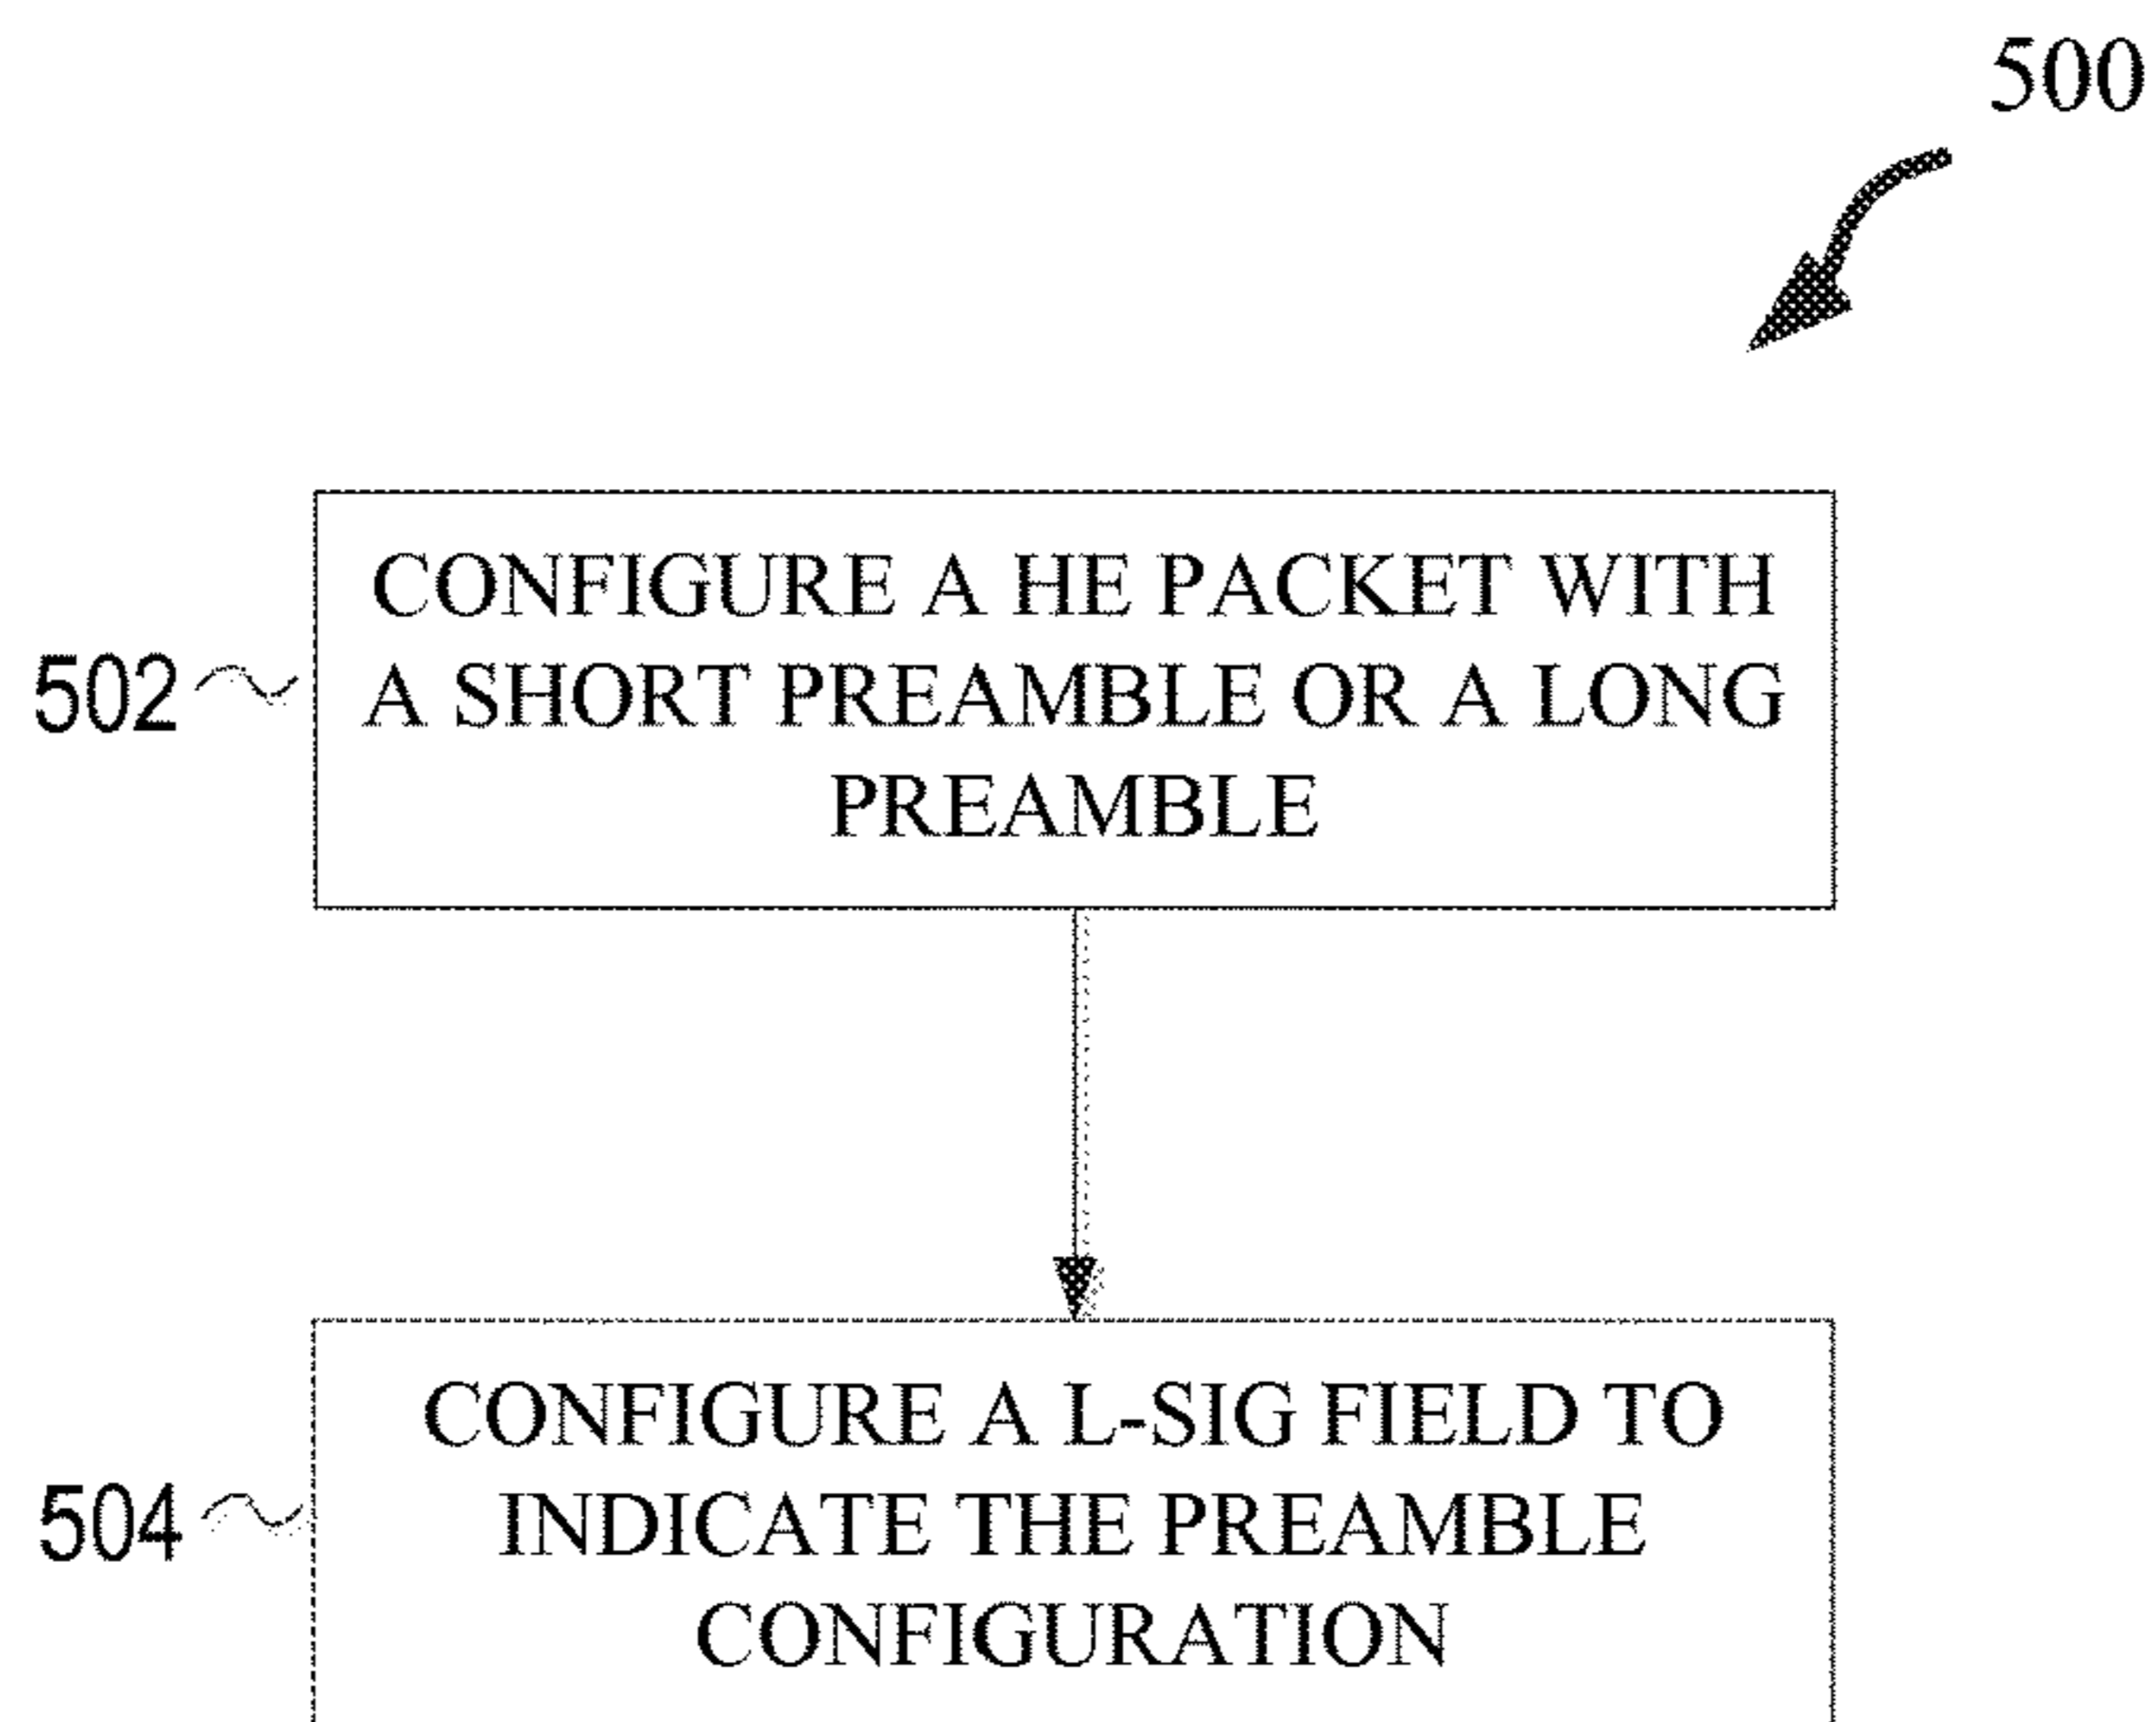 500
CONFIGURE A HE PACKET WITH
A SHORT PREAMBLE OR A LONG
PREAMBLE
502
CONFIGURE A L-SIG FIELD TO
INDICATE THE PREAMBLE
CONFIGURATION
504